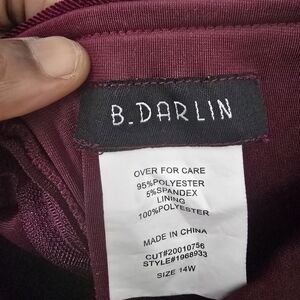 B.DARLIN
OVER FOR CARE
95%POLYESTER
5%SPANDEX
LINING
100%POLYESTER
MADE IN CHINA
CUT#20010756
STYLE#1968933
SIZE 14W